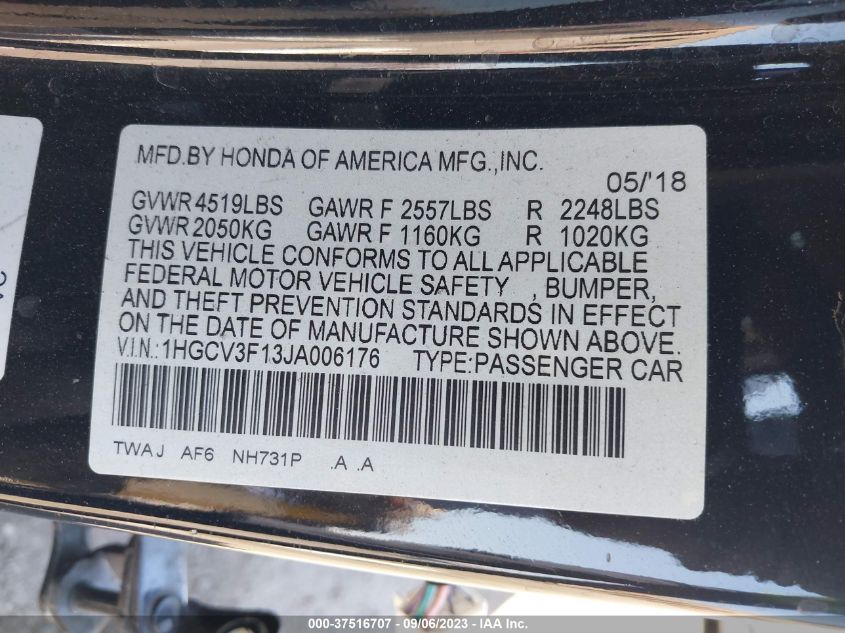 MFD.BY HONDA OF AMERICA MFG.,INC.
05/'18
GVWR 4519LBS GAWR F 2557LBS R 2248LBS
GVWR 2050KG GAWR F 1160KG R 1020KG
THIS VEHICLE CONFORMS TO ALL APPLICABLE
FEDERAL MOTOR VEHICLE SAFETY , BUMPER,
AND THEFT PREVENTION STANDARDS IN EFFECT
ON THE DATE OF MANUFACTURE SHOWN ABOVE.
V.I.N.:1HGCV3F13JA006176 TYPE:PASSENGER CAR
TWAJ AF6 NH731P .A .A
000-37516707 - 09/06/2023 - IAA Inc.